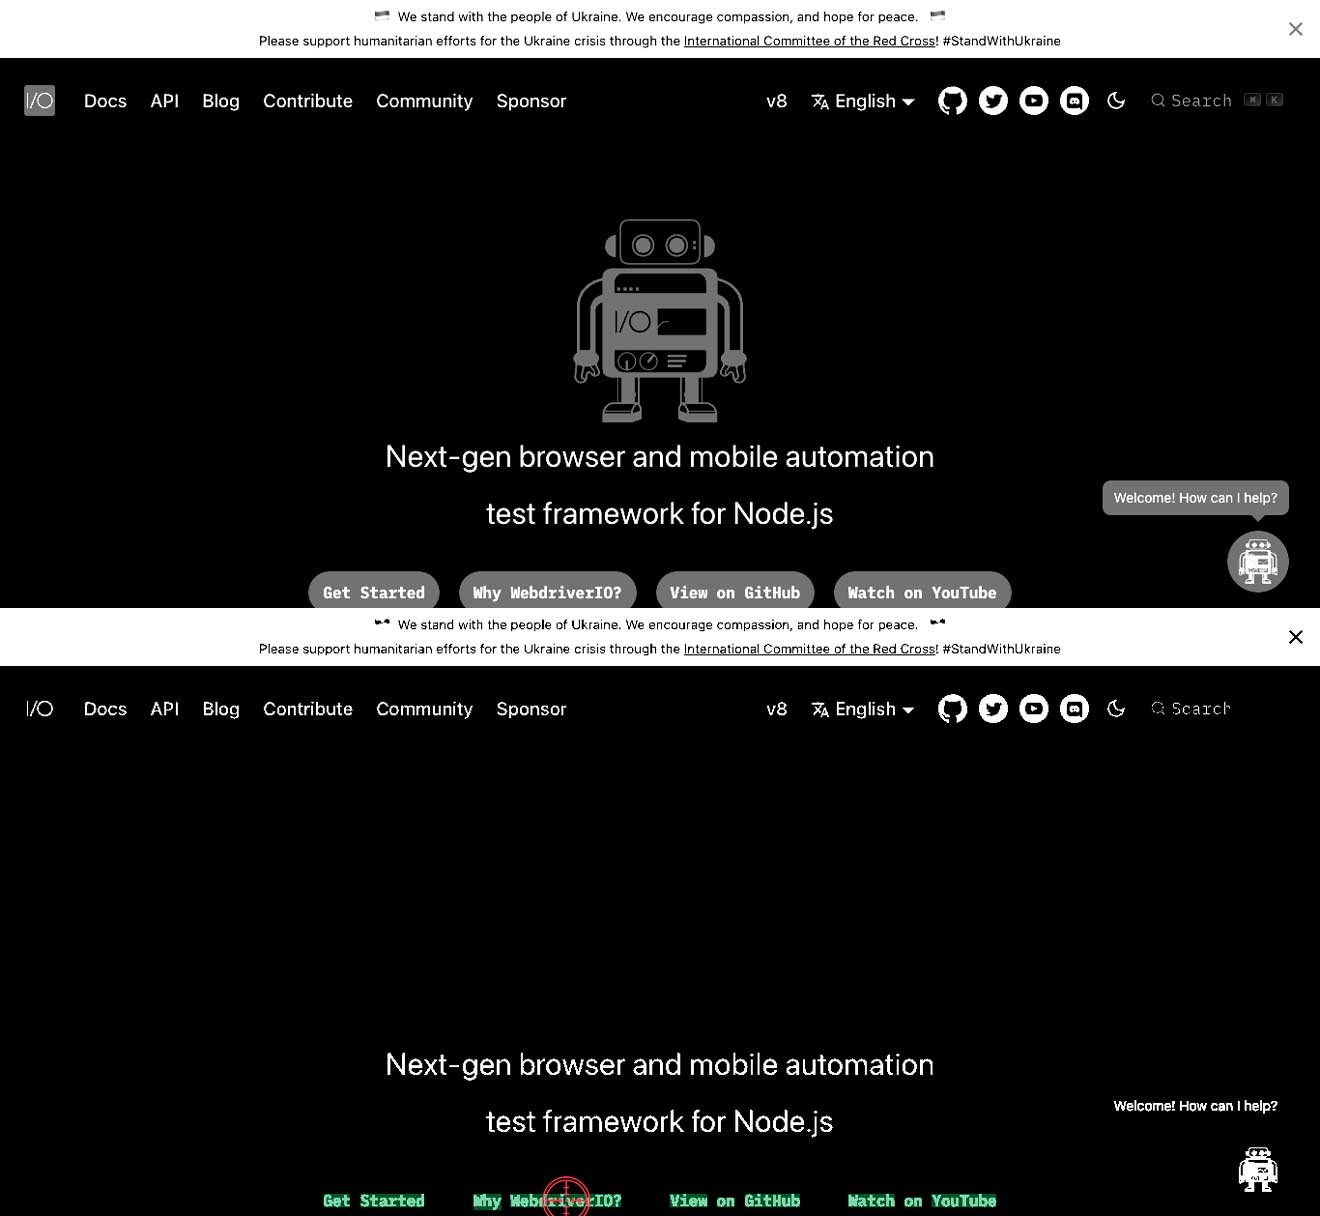 We stand with the people of Ukraine. We encourage compassion, and hope for peace.
Please support humanitarian efforts for the Ukraine crisis through the International Committee of the Red Cross! #StandWithUkraine
I/O Docs API Blog Contribute Community Sponsor v8 English Search ⌘ K
I/O
Next-gen browser and mobile automation
test framework for Node.js
Welcome! How can I help?
Get Started Why WebdriverIO? View on GitHub Watch on YouTube
We stand with the people of Ukraine. We encourage compassion, and hope for peace.
Please support humanitarian efforts for the Ukraine crisis through the International Committee of the Red Cross! #StandWithUkraine
I/O Docs API Blog Contribute Community Sponsor v8 English Search
Next-gen browser and mobile automation
test framework for Node.js
Welcome! How can I help?
Get Started Why WebdriverIO? View on GitHub Watch on YouTube